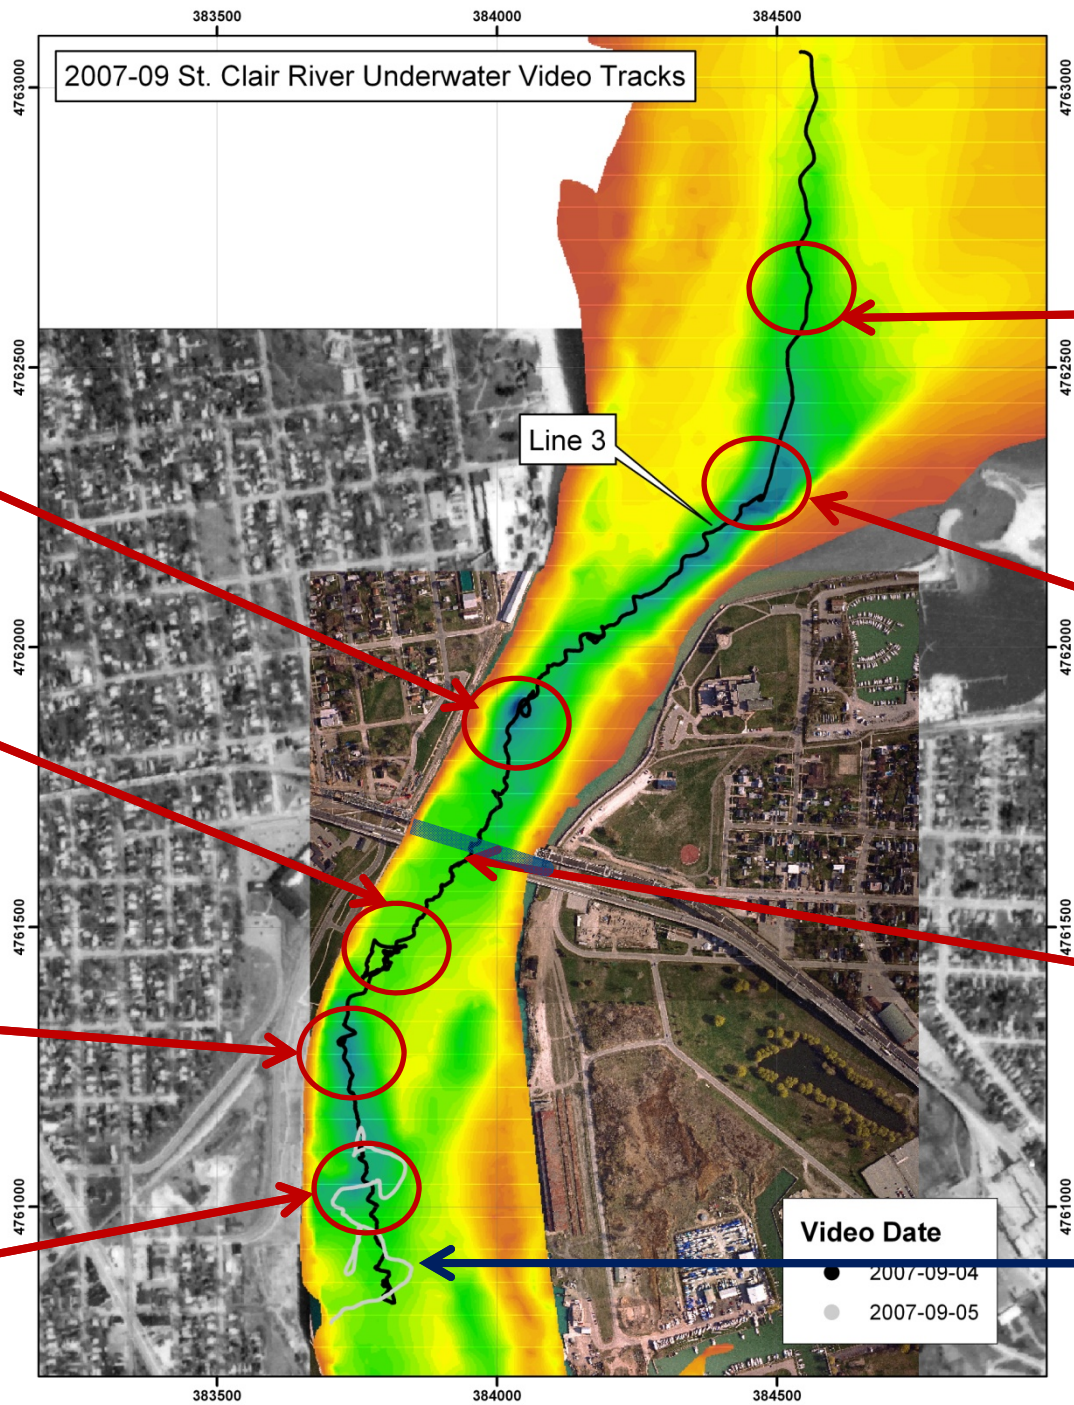 383500 384000 384500
2007-09 St. Clair River Underwater Video Tracks
4763000 4763000
4762500 4762500
Line 3
4762000 4762000
4761500 4761500
4761000 4761000
Video Date
2007-09-04
2007-09-05
383500 384000 384500